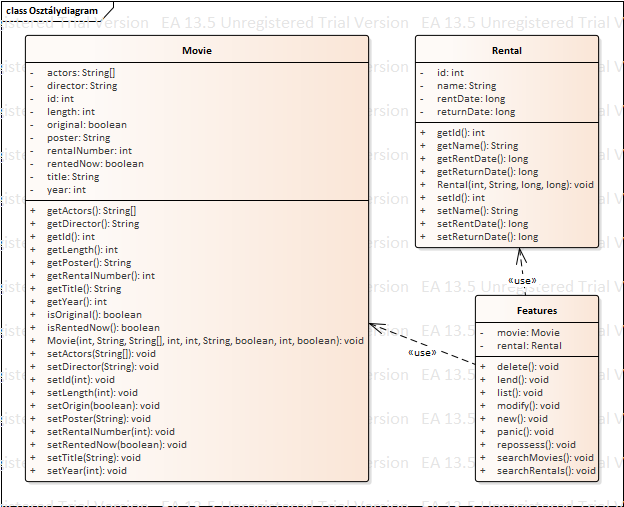 class Osztálydiagram
EA 13.5 Unregistered Trial Version
Movie
- actors: String[]
- director: String
- id: int
- length: int
- original: boolean
- poster: String
- rentalNumber: int
- rentedNow: boolean
- title: String
- year: int
+ getActors(): String[]
+ getDirector(): String
+ getId(): int
+ getLength(): int
+ getPoster(): String
+ getRentalNumber(): int
+ getTitle(): String
+ getYear(): int
+ isOriginal(): boolean
+ isRentedNow(): boolean
+ Movie(int, String, String[], int, int, String, boolean, int, boolean): void
+ setActors(String[]): void
+ setDirector(String): void
+ setId(int): void
+ setLength(int): void
+ setOrigin(boolean): void
+ setPoster(String): void
+ setRentalNumber(int): void
+ setRentedNow(boolean): void
+ setTitle(String): void
+ setYear(int): void
Rental
- id: int
- name: String
- rentDate: long
- returnDate: long
+ getId(): int
+ getName(): String
+ getRentDate(): long
+ getReturnDate(): long
+ Rental(int, String, long, long): void
+ setId(): int
+ setName(): String
+ setRentDate(): long
+ setReturnDate(): long
«use»
«use»
Features
- movie: Movie
- rental: Rental
+ delete(): void
+ lend(): void
+ list(): void
+ modify(): void
+ new(): void
+ panic(): void
+ repossess(): void
+ searchMovies(): void
+ searchRentals(): void